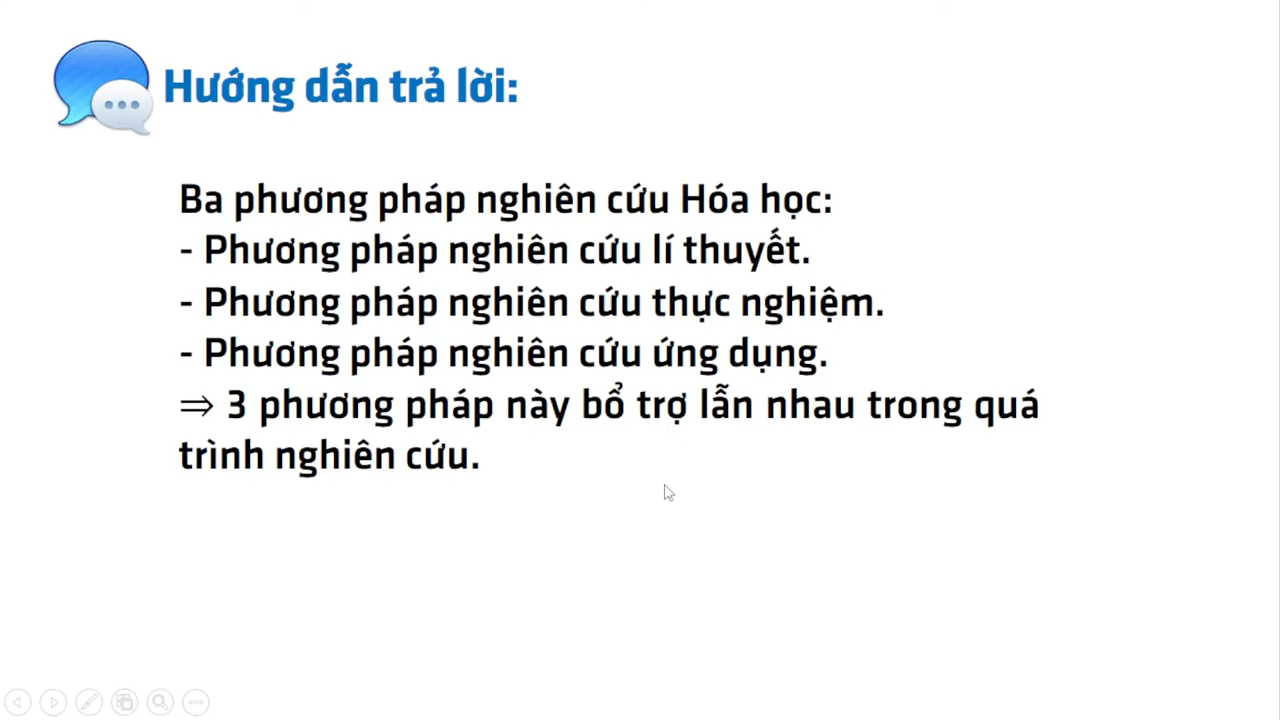 Hướng dẫn trả lời:
Ba phương pháp nghiên cứu Hóa học:
- Phương pháp nghiên cứu lí thuyết.
- Phương pháp nghiên cứu thực nghiệm.
- Phương pháp nghiên cứu ứng dụng.
⇒ 3 phương pháp này bổ trợ lẫn nhau trong quá
trình nghiên cứu.